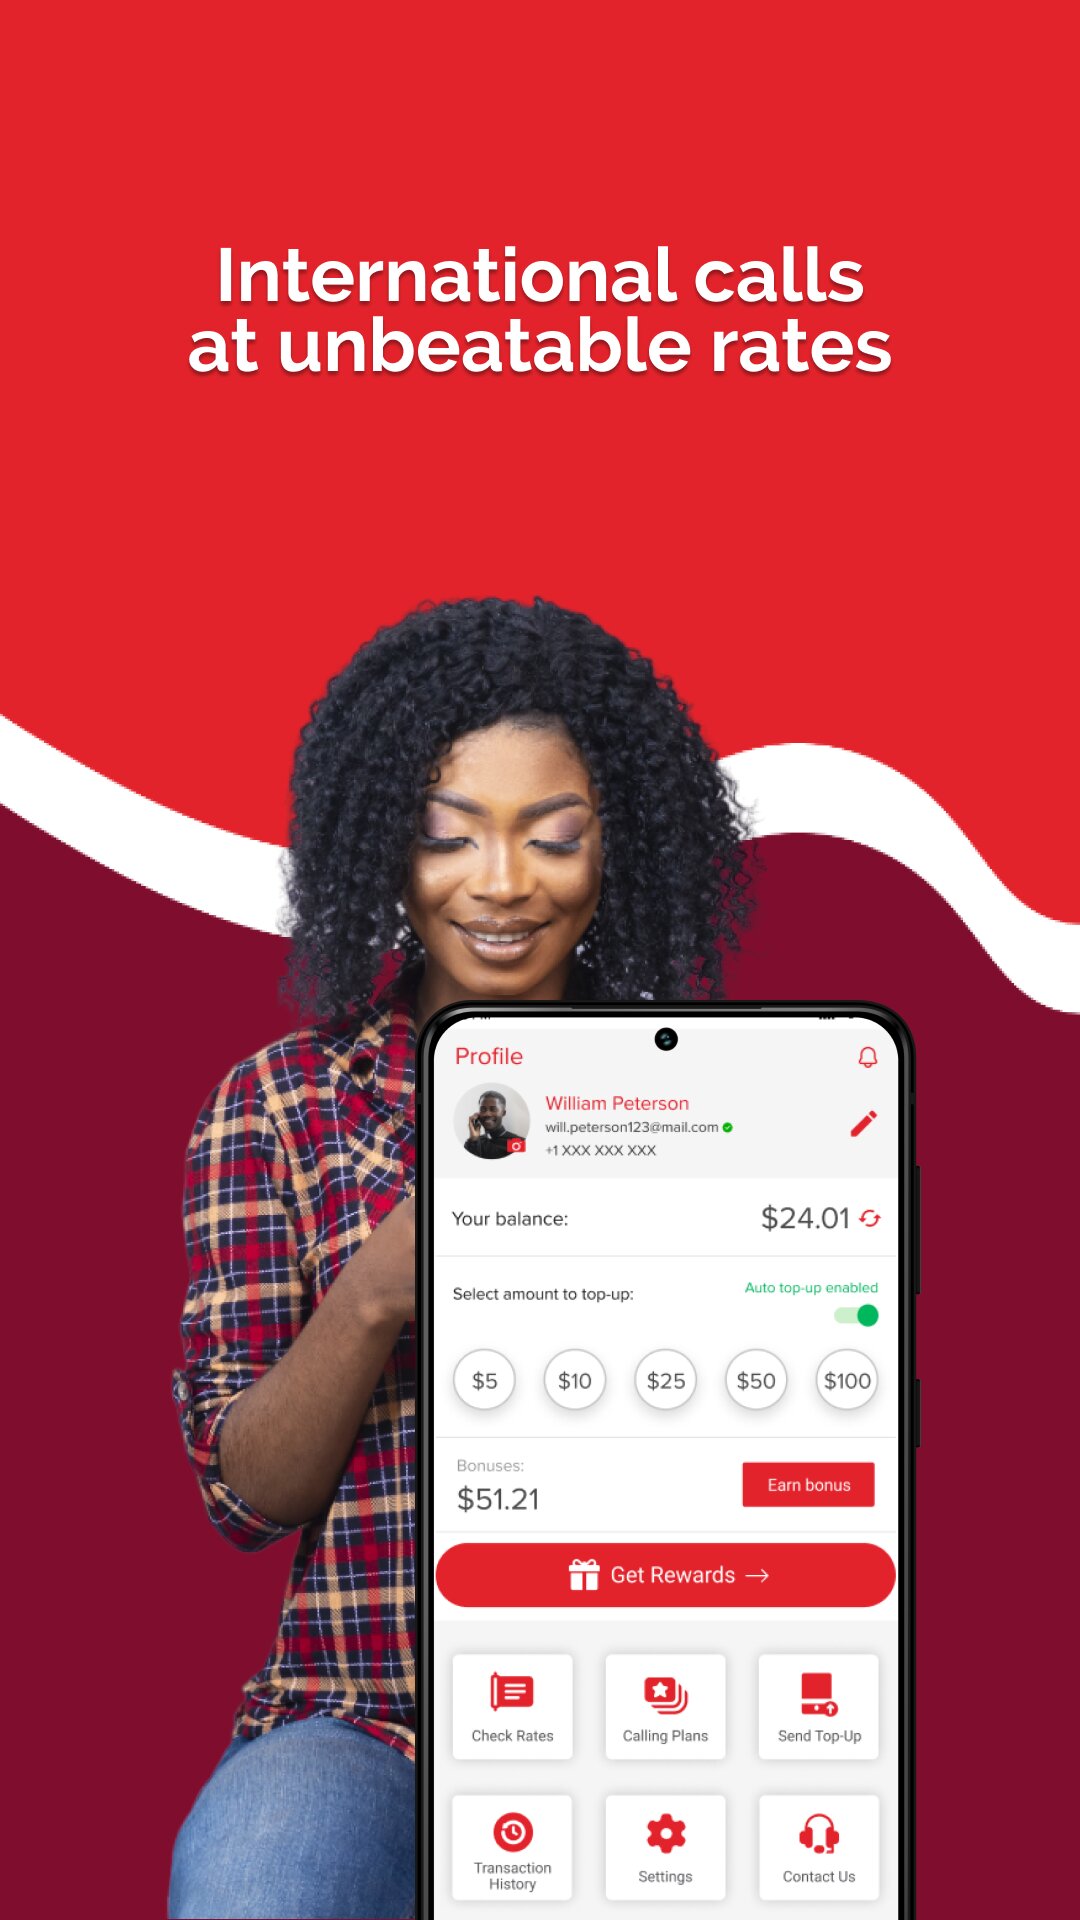 International calls
at unbeatable rates
Profile
William Peterson
will.peterson123@mail.com
+1 XXX XXX XXX
Your balance:
$24.01
Select amount to top-up:
Auto top-up enabled
$5
$10
$25
$50
$100
Bonuses:
$51.21
Earn bonus
Get Rewards →
Check Rates
Calling Plans
Send Top-Up
Transaction
History
Settings
Contact Us